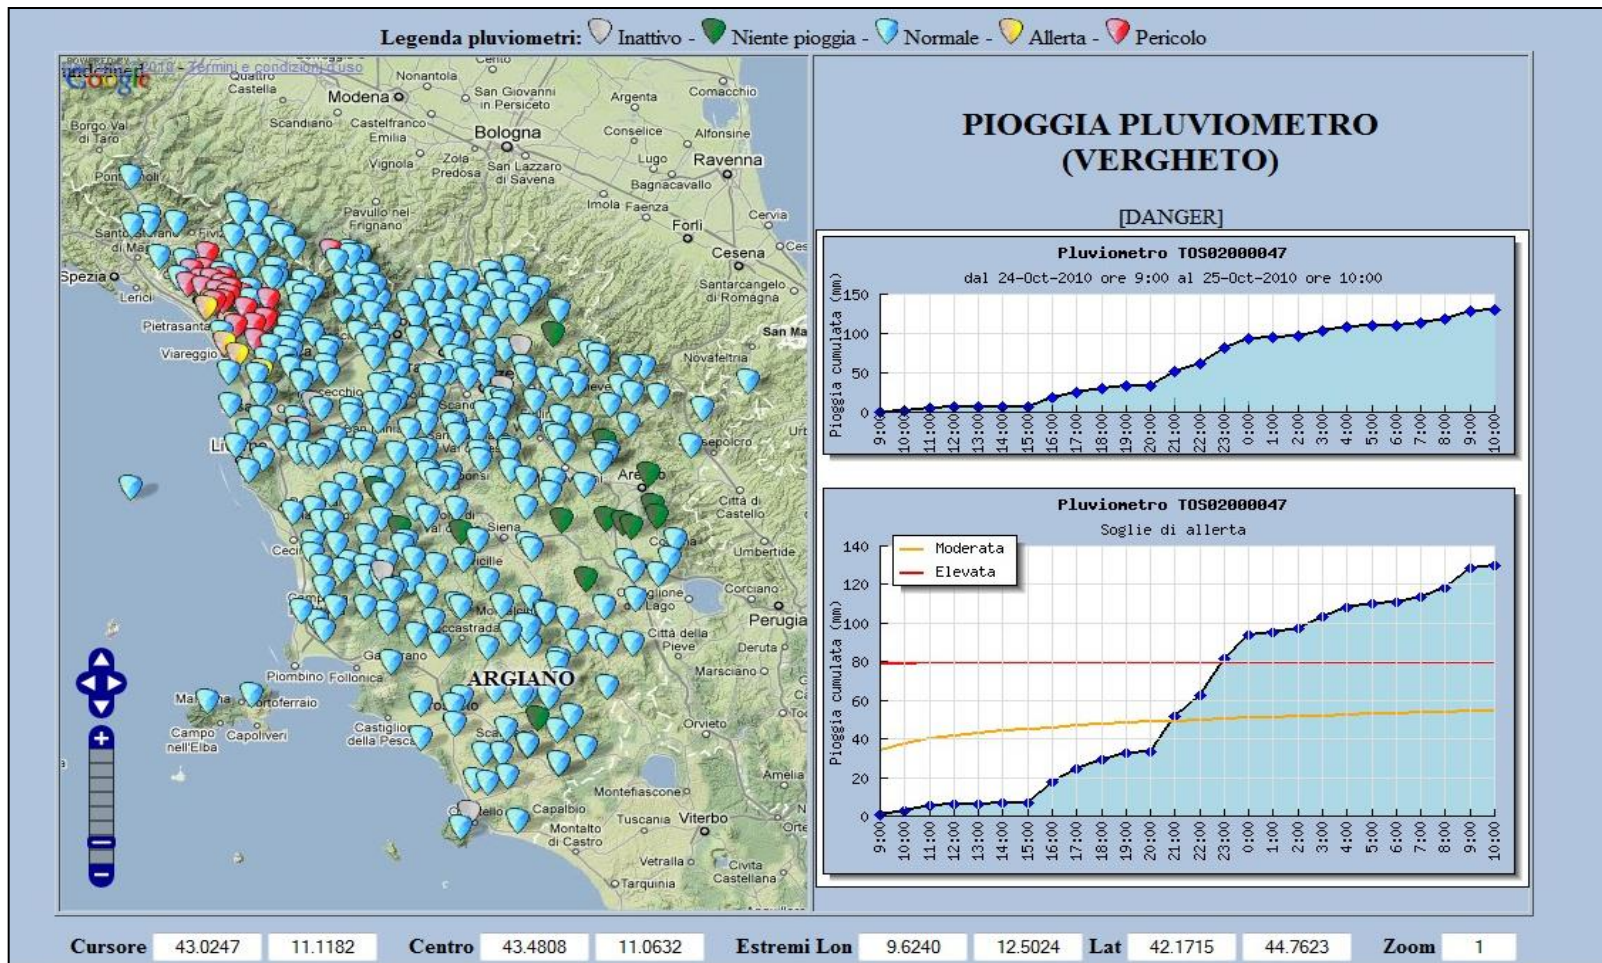 Legenda pluviometri: Inattivo - Niente pioggia - Normale - Allerta - Pericolo
POWERED BY
Google
Termini e condizioni d'uso
Cento
Quattro Castella
Nonantola
Modena
San Giovanni in Persiceto
Argenta
Comacchio
Scandiano
Castelfranco Emilia
Borgo Val di Taro
Bologna
Conselice
Alfonsine
Vignola
Zola Predosa
San Lazzaro di Savena
Lugo
Ravenna
Bagnacavallo
Imola
Faenza
Pavullo nel Frignano
Cervia
Forlì
Cesena
Spezia
Lerici
Santarcangelo di Romagna
Pietrasanta
San Ma
Viareggio
Novafeltria
Città di Castello
Siena
Umbertide
Corciano
Perugia
Città della Pieve
Deruta
Marsciano
Piombino
Follonica
ARGIANO
Campo nell'Elba
Capoliveri
Castiglio della Pesca
Orvieto
Amelia
Montefiascone
Capalbio
Tuscania
Viterbo
Montalto di Castro
Vetralla
Civita Castellana
Tarquinia
PIOGGIA PLUVIOMETRO
(VERGHETO)
[DANGER]
Pluviometro TOS02000047
dal 24-Oct-2010 ore 9:00 al 25-Oct-2010 ore 10:00
Pioggia cumulata (mm)
150
100
50
0
9:00 10:00 11:00 12:00 13:00 14:00 15:00 16:00 17:00 18:00 19:00 20:00 21:00 22:00 23:00 0:00 1:00 2:00 3:00 4:00 5:00 6:00 7:00 8:00 9:00 10:00
Pluviometro TOS02000047
Soglie di allerta
Moderata
Elevata
Pioggia cumulata (mm)
140
120
100
80
60
40
20
0
9:00 10:00 11:00 12:00 13:00 14:00 15:00 16:00 17:00 18:00 19:00 20:00 21:00 22:00 23:00 0:00 1:00 2:00 3:00 4:00 5:00 6:00 7:00 8:00 9:00 10:00
Cursore 43.0247 11.1182 Centro 43.4808 11.0632 Estremi Lon 9.6240 12.5024 Lat 42.1715 44.7623 Zoom 1